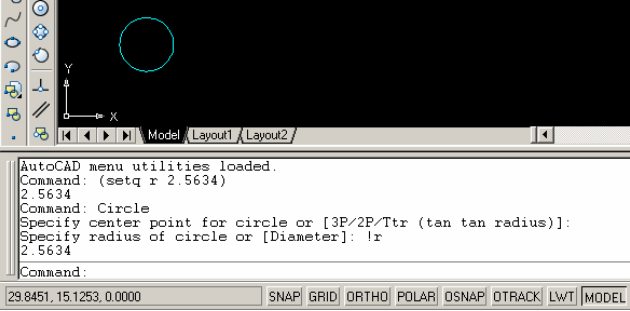 Y
X
Model Layout1 Layout2
AutoCAD menu utilities loaded.
Command: (setq r 2.5634)
2.5634
Command: Circle
Specify center point for circle or [3P/2P/Ttr (tan tan radius)]:
Specify radius of circle or [Diameter]: !r
2.5634
Command:
29.8451, 15.1253, 0.0000 SNAP GRID ORTHO POLAR OSNAP OTRACK LWT MODEL